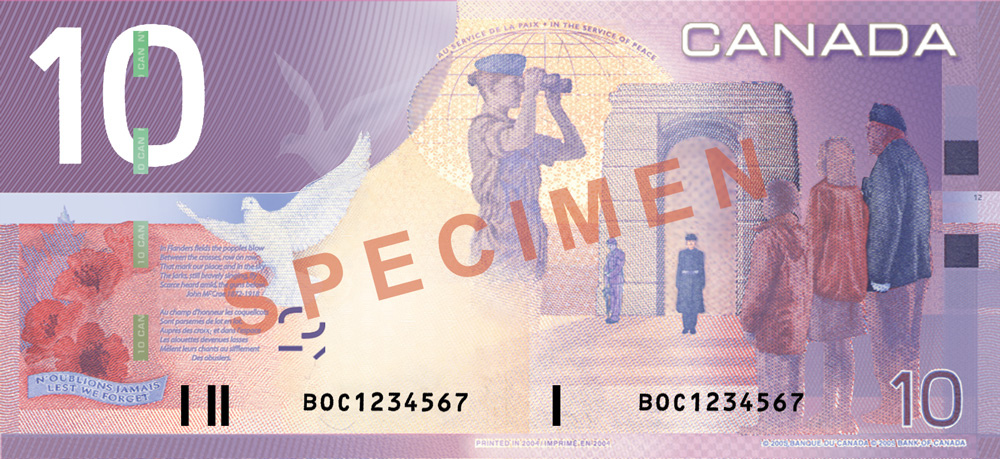 10
10 CAN
AU SERVICE DE LA PAIX • IN THE SERVICE OF PEACE
CANADA
10 CAN
12
In Flanders fields the poppies blow
Between the crosses, row on row,
That mark our place; and in the sky
The larks, still bravely singing, fly
Scarce heard amid the guns below.
John McCrae 1872-1918
10 CAN
Au champ d'honneur les coquelicots
Sont parsemés de lot en lot
Auprès des croix; et dans l'espace
Les alouettes devenues lasses
Mêlent leurs chants au sifflement
Des obusiers.
10 CAN
SPECIMEN
N'OUBLIONS JAMAIS
LEST WE FORGET
BOC1234567
BOC1234567
10
PRINTED IN 2004 / IMPRIMÉ EN 2004
© 2005 BANQUE DU CANADA © 2005 BANK OF CANADA